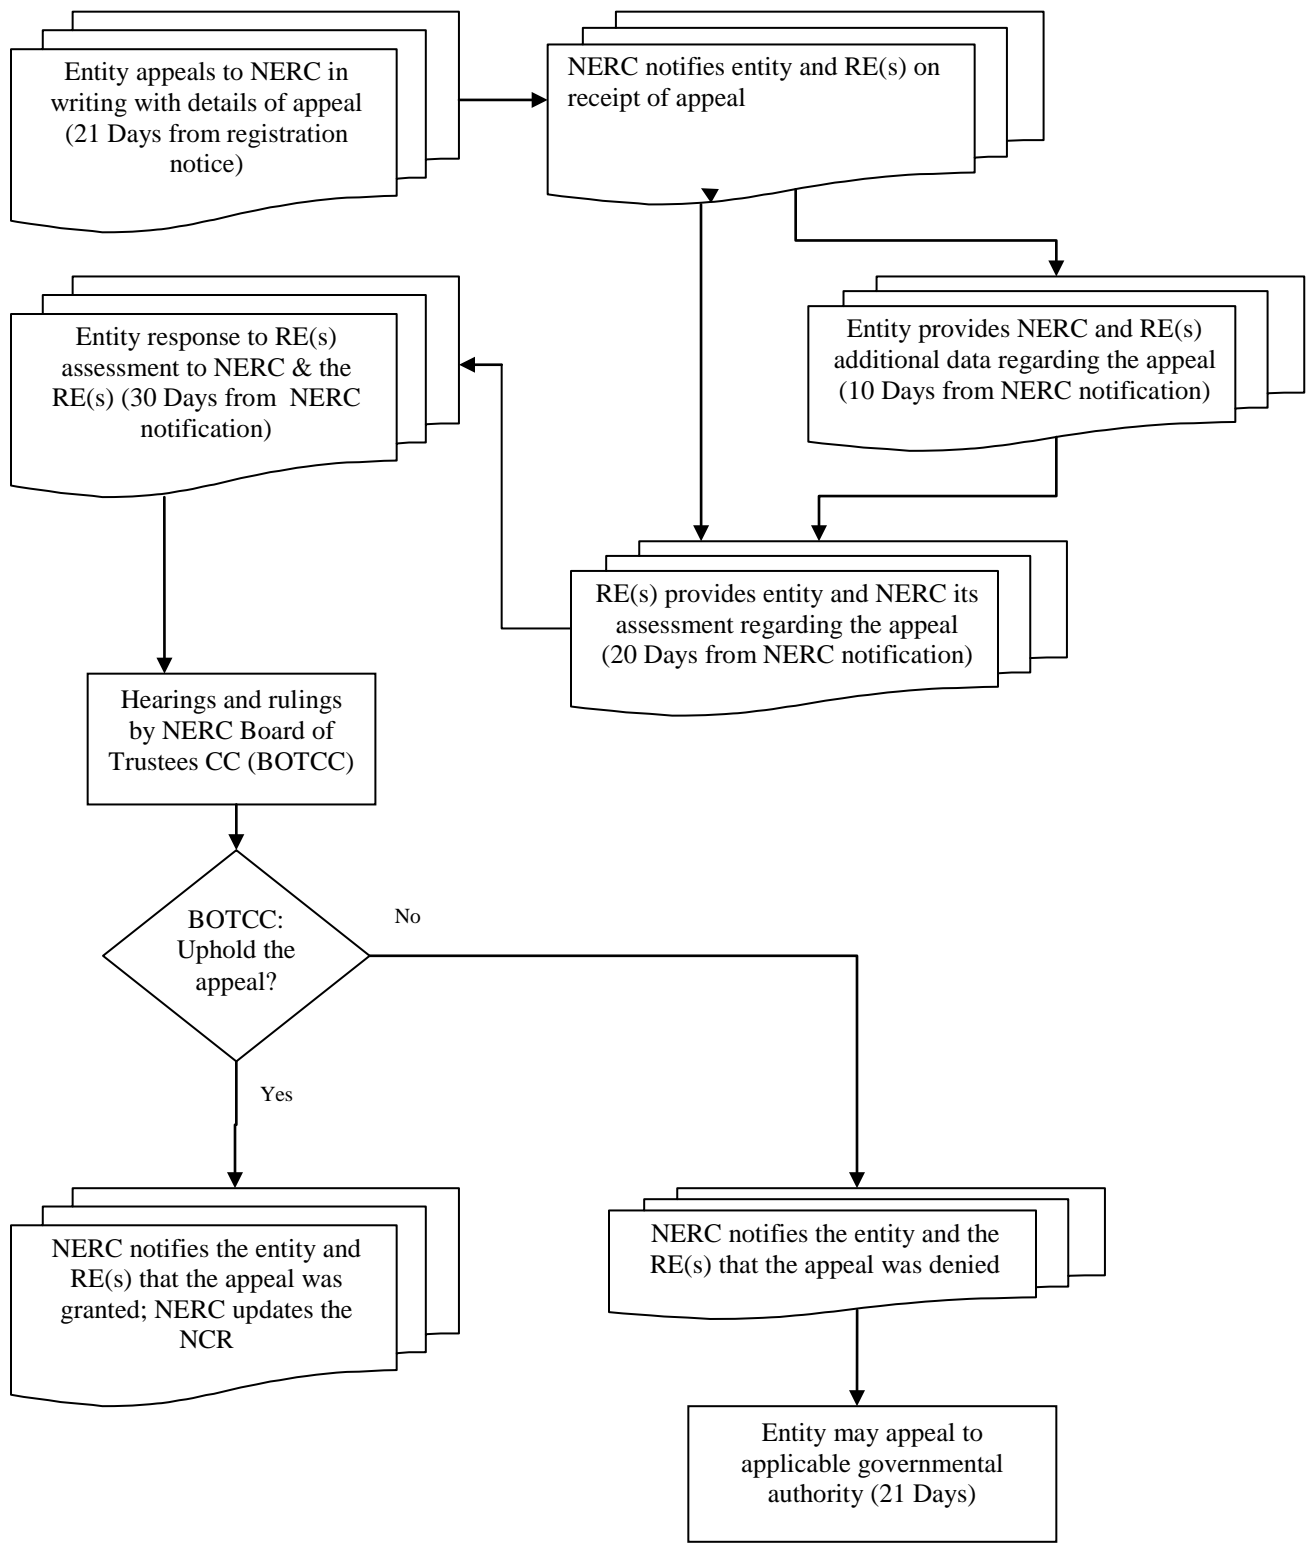 Entity appeals to NERC in
writing with details of appeal
(21 Days from registration
notice)
NERC notifies entity and RE(s) on
receipt of appeal
Entity provides NERC and RE(s)
additional data regarding the appeal
(10 Days from NERC notification)
Entity response to RE(s)
assessment to NERC & the
RE(s) (30 Days from  NERC
notification)
RE(s) provides entity and NERC its
assessment regarding the appeal
(20 Days from NERC notification)
Hearings and rulings
by NERC Board of
Trustees CC (BOTCC)
BOTCC:
Uphold the
appeal?
No
Yes
NERC notifies the entity and
RE(s) that the appeal was
granted; NERC updates the
NCR
NERC notifies the entity and the
RE(s) that the appeal was denied
Entity may appeal to
applicable governmental
authority (21 Days)